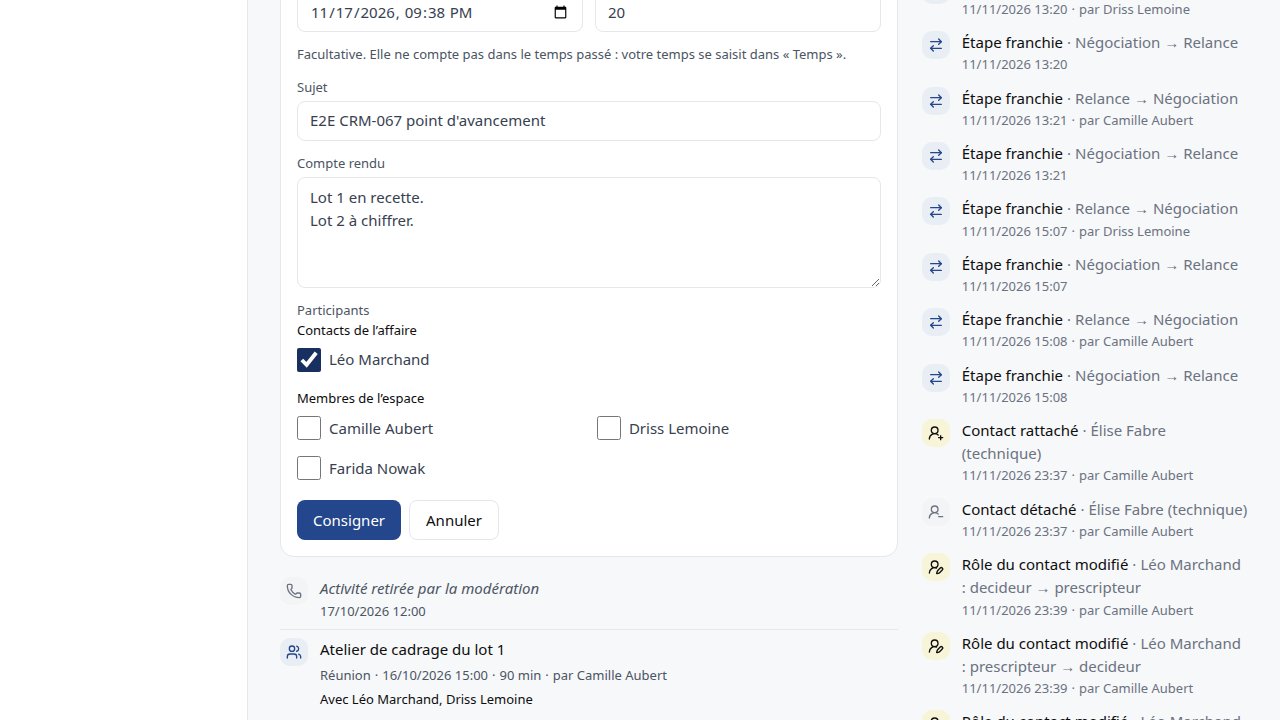 11/17/2026, 09:38 PM
20
Facultative. Elle ne compte pas dans le temps passé : votre temps se saisit dans « Temps ».
Sujet
E2E CRM-067 point d'avancement
Compte rendu
Lot 1 en recette.
Lot 2 à chiffrer.
Participants
Contacts de l’affaire
Léo Marchand
Membres de l’espace
Camille Aubert
Driss Lemoine
Farida Nowak
Consigner
Annuler
Activité retirée par la modération
17/10/2026 12:00
Atelier de cadrage du lot 1
Réunion · 16/10/2026 15:00 · 90 min · par Camille Aubert
Avec Léo Marchand, Driss Lemoine
11/11/2026 13:20 · par Driss Lemoine
Étape franchie · Négociation → Relance
11/11/2026 13:20
Étape franchie · Relance → Négociation
11/11/2026 13:21 · par Camille Aubert
Étape franchie · Négociation → Relance
11/11/2026 13:21
Étape franchie · Relance → Négociation
11/11/2026 15:07 · par Driss Lemoine
Étape franchie · Négociation → Relance
11/11/2026 15:07
Étape franchie · Relance → Négociation
11/11/2026 15:08 · par Camille Aubert
Étape franchie · Négociation → Relance
11/11/2026 15:08
Contact rattaché · Élise Fabre
(technique)
11/11/2026 23:37 · par Camille Aubert
Contact détaché · Élise Fabre (technique)
11/11/2026 23:37 · par Camille Aubert
Rôle du contact modifié · Léo Marchand
: decideur → prescripteur
11/11/2026 23:39 · par Camille Aubert
Rôle du contact modifié · Léo Marchand
: prescripteur → decideur
11/11/2026 23:39 · par Camille Aubert
Rôle du contact modifié · Léo Marchand